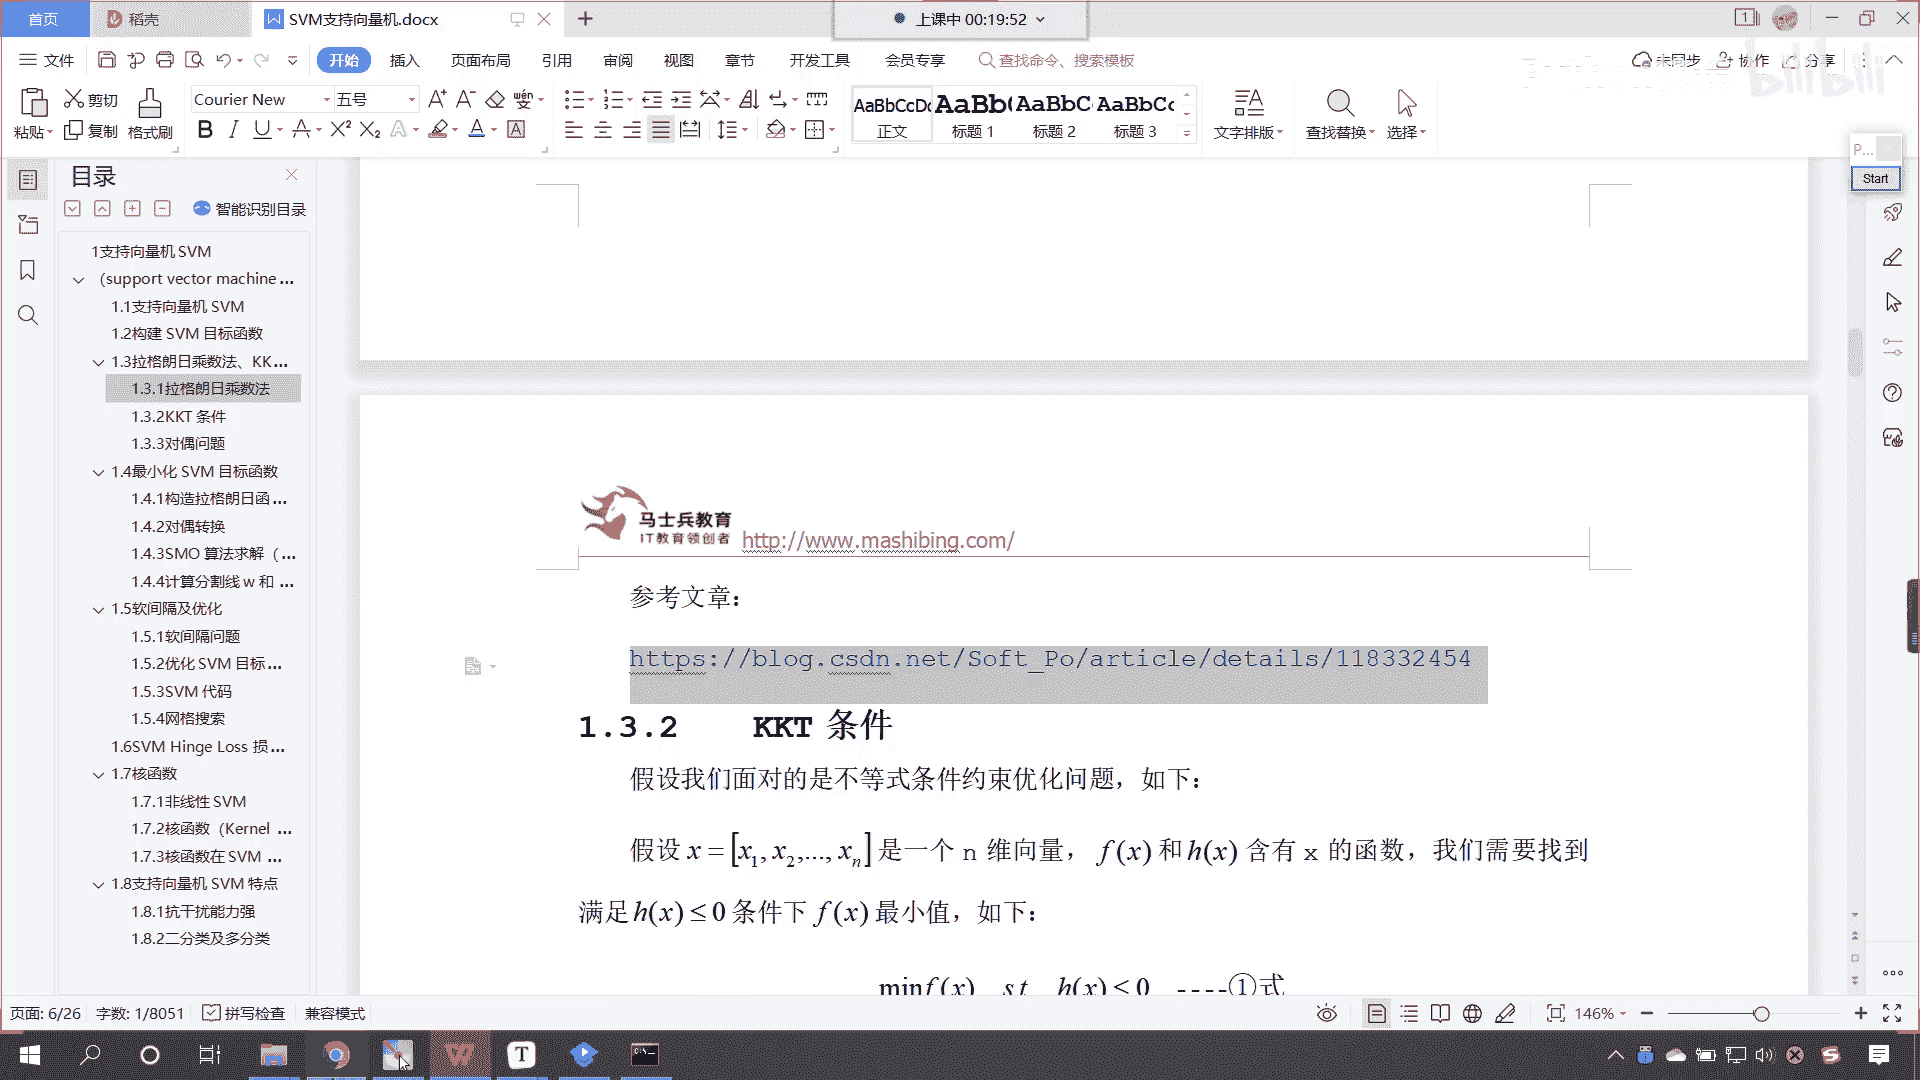 首页
稻壳
SVM支持向量机.docx
上课中 00:19:52
文件
开始
插入
页面布局
引用
审阅
视图
章节
开发工具
会员专享
查找命令、搜索模板
未同步
协作
分享
bilibili
粘贴
剪切
复制
格式刷
Courier New
五号
AaBbCcDd
正文
AaBb(
标题 1
AaBbC
标题 2
AaBbCc
标题 3
文字排版
查找替换
选择
P...
Start
目录
智能识别目录
1支持向量机 SVM
（support vector machine ...
1.1支持向量机 SVM
1.2构建 SVM 目标函数
1.3拉格朗日乘数法、KK...
1.3.1拉格朗日乘数法
1.3.2KKT 条件
1.3.3对偶问题
1.4最小化 SVM 目标函数
1.4.1构造拉格朗日函 ...
1.4.2对偶转换
1.4.3SMO 算法求解（ ...
1.4.4计算分割线 w 和 ...
1.5软间隔及优化
1.5.1软间隔问题
1.5.2优化 SVM 目标 ...
1.5.3SVM 代码
1.5.4网格搜索
1.6SVM Hinge Loss 损 ...
1.7核函数
1.7.1非线性 SVM
1.7.2核函数（Kernel ...
1.7.3核函数在 SVM ...
1.8支持向量机 SVM 特点
1.8.1抗干扰能力强
1.8.2二分类及多分类
马士兵教育
IT教育领创者 http://www.mashibing.com/
参考文章：
https://blog.csdn.net/Soft_Po/article/details/118332454
1.3.2 KKT 条件
假设我们面对的是不等式条件约束优化问题，如下：
假设 x = [x₁, x₂,..., xₙ] 是一个 n 维向量， f(x) 和 h(x) 含有 x 的函数，我们需要找到
满足 h(x) ≤ 0 条件下 f(x) 最小值，如下：
min f(x) s.t. h(x) ≤ 0 ----①式
页面: 6/26
字数: 1/8051
拼写检查
兼容模式
146%